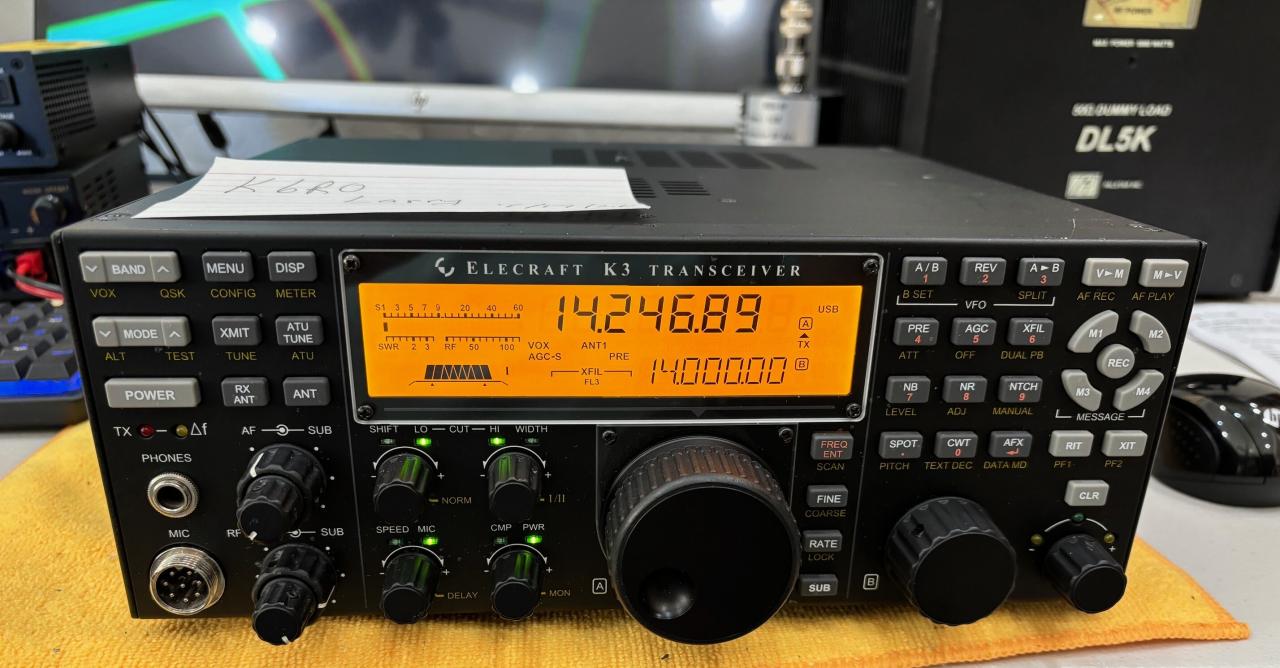 50Ω DUMMY LOAD
DL5K
K6RO
Larry
ELECRAFT K3 TRANSCEIVER
BAND
VOX QSK
MENU
CONFIG
DISP
METER
MODE
ALT TEST
XMIT
TUNE
ATU TUNE
ATU
POWER
RX ANT
ANT
TX Δf
PHONES
MIC
AF SUB
RF SUB
S1 3 5 7 9 20 40 60
14.246.89
USB
SWR 2 3 RF 50 100
VOX ANT1
AGC-S PRE
A
TX
XFIL
FL3
I
14.000.00
B
SHIFT LO CUT HI WIDTH
NORM I/II
SPEED MIC CMP PWR
DELAY MON
A
FREQ ENT
SCAN
FINE
COARSE
RATE
LOCK
SUB
B
A/B 1
B SET
REV 2
A►B 3
SPLIT
VFO
PRE 4
ATT
AGC 5
OFF
XFIL 6
DUAL PB
NB 7
LEVEL
NR 8
ADJ
NTCH 9
MANUAL
SPOT .
PITCH
CWT 0
TEXT DEC
AFX
DATA MD
V►M
AF REC
M►V
AF PLAY
M1
M2
REC
M3
M4
MESSAGE
RIT
PF1
XIT
PF2
CLR
- +
hp